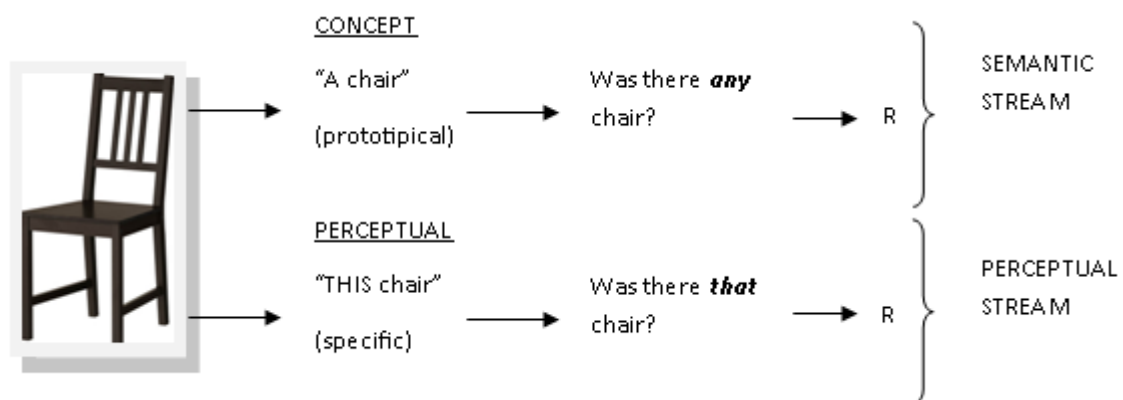 CONCEPT
“A chair”
(prototipical)
Was there any
chair?
R
SEMANTIC
STREAM
PERCEPTUAL
“THIS chair”
(specific)
Was there that
chair?
R
PERCEPTUAL
STREAM